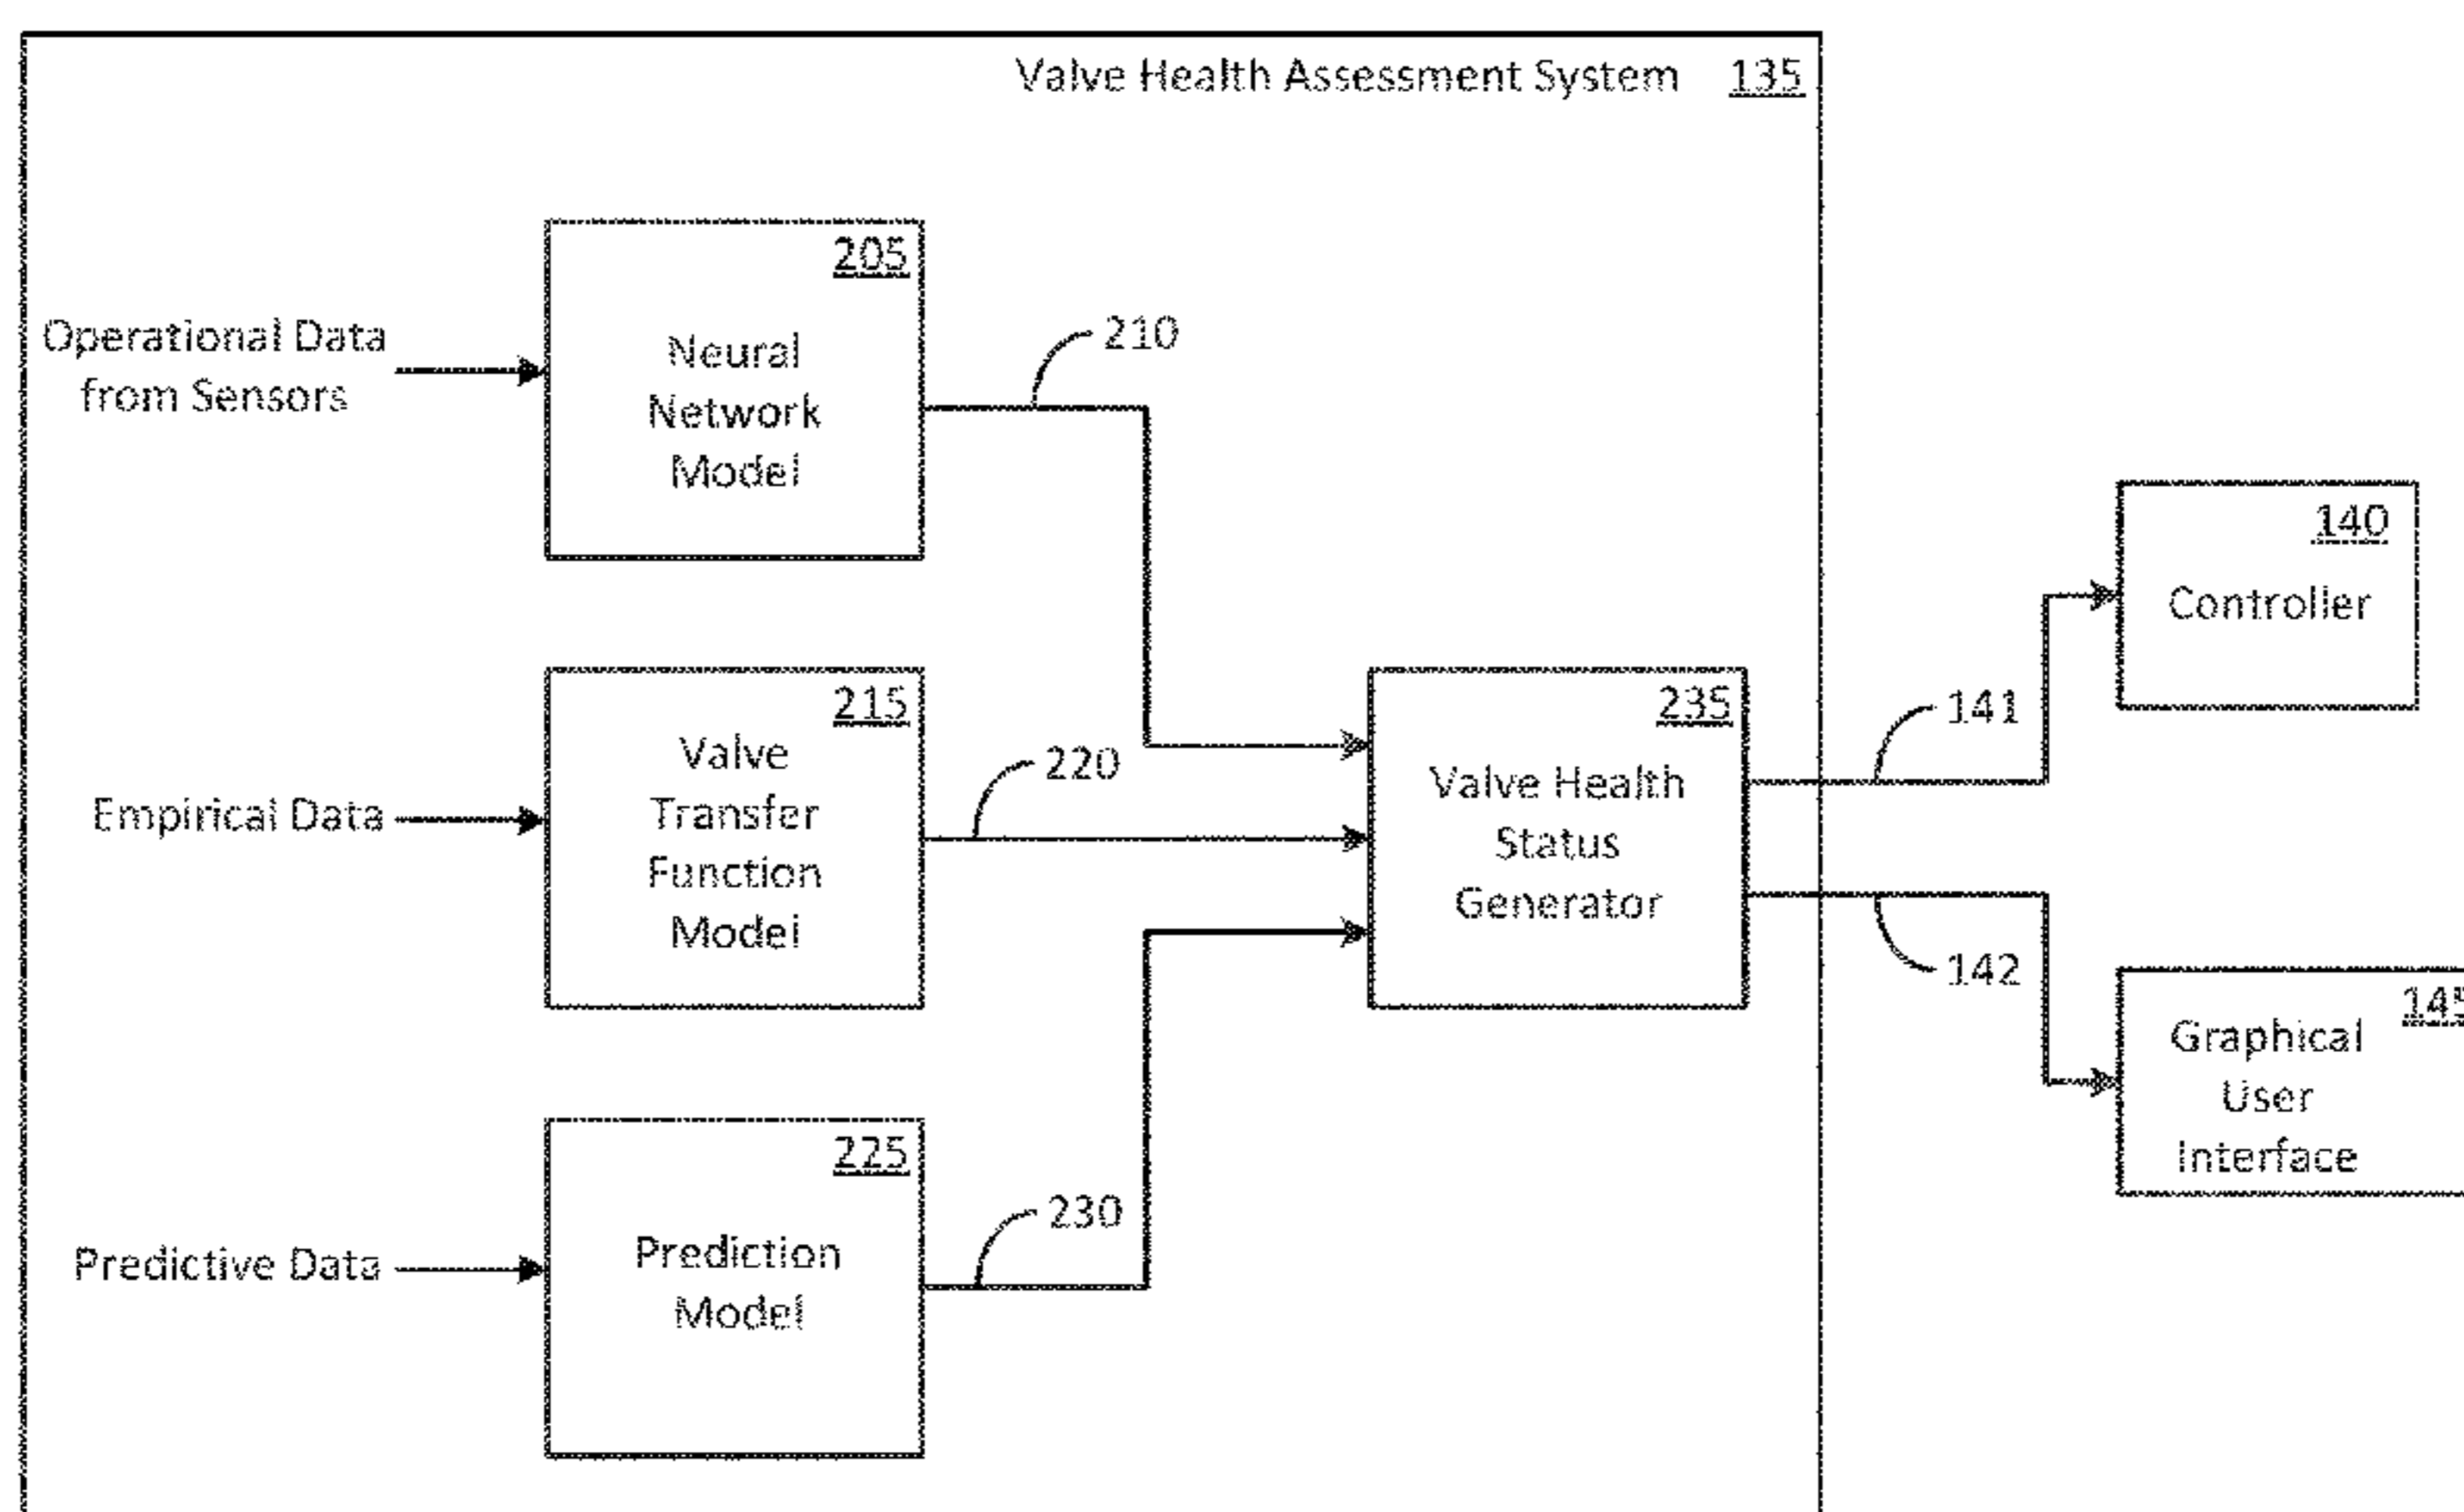 Valve Health Assessment System 135
205
Operational Data
from Sensors
Neural
Network
Model
210
140
Controller
215
Valve
Transfer
Function
Model
Empirical Data
220
235
Valve Health
Status
Generator
141
142
145
Graphical
User
Interface
225
Predictive Data
Prediction
Model
230